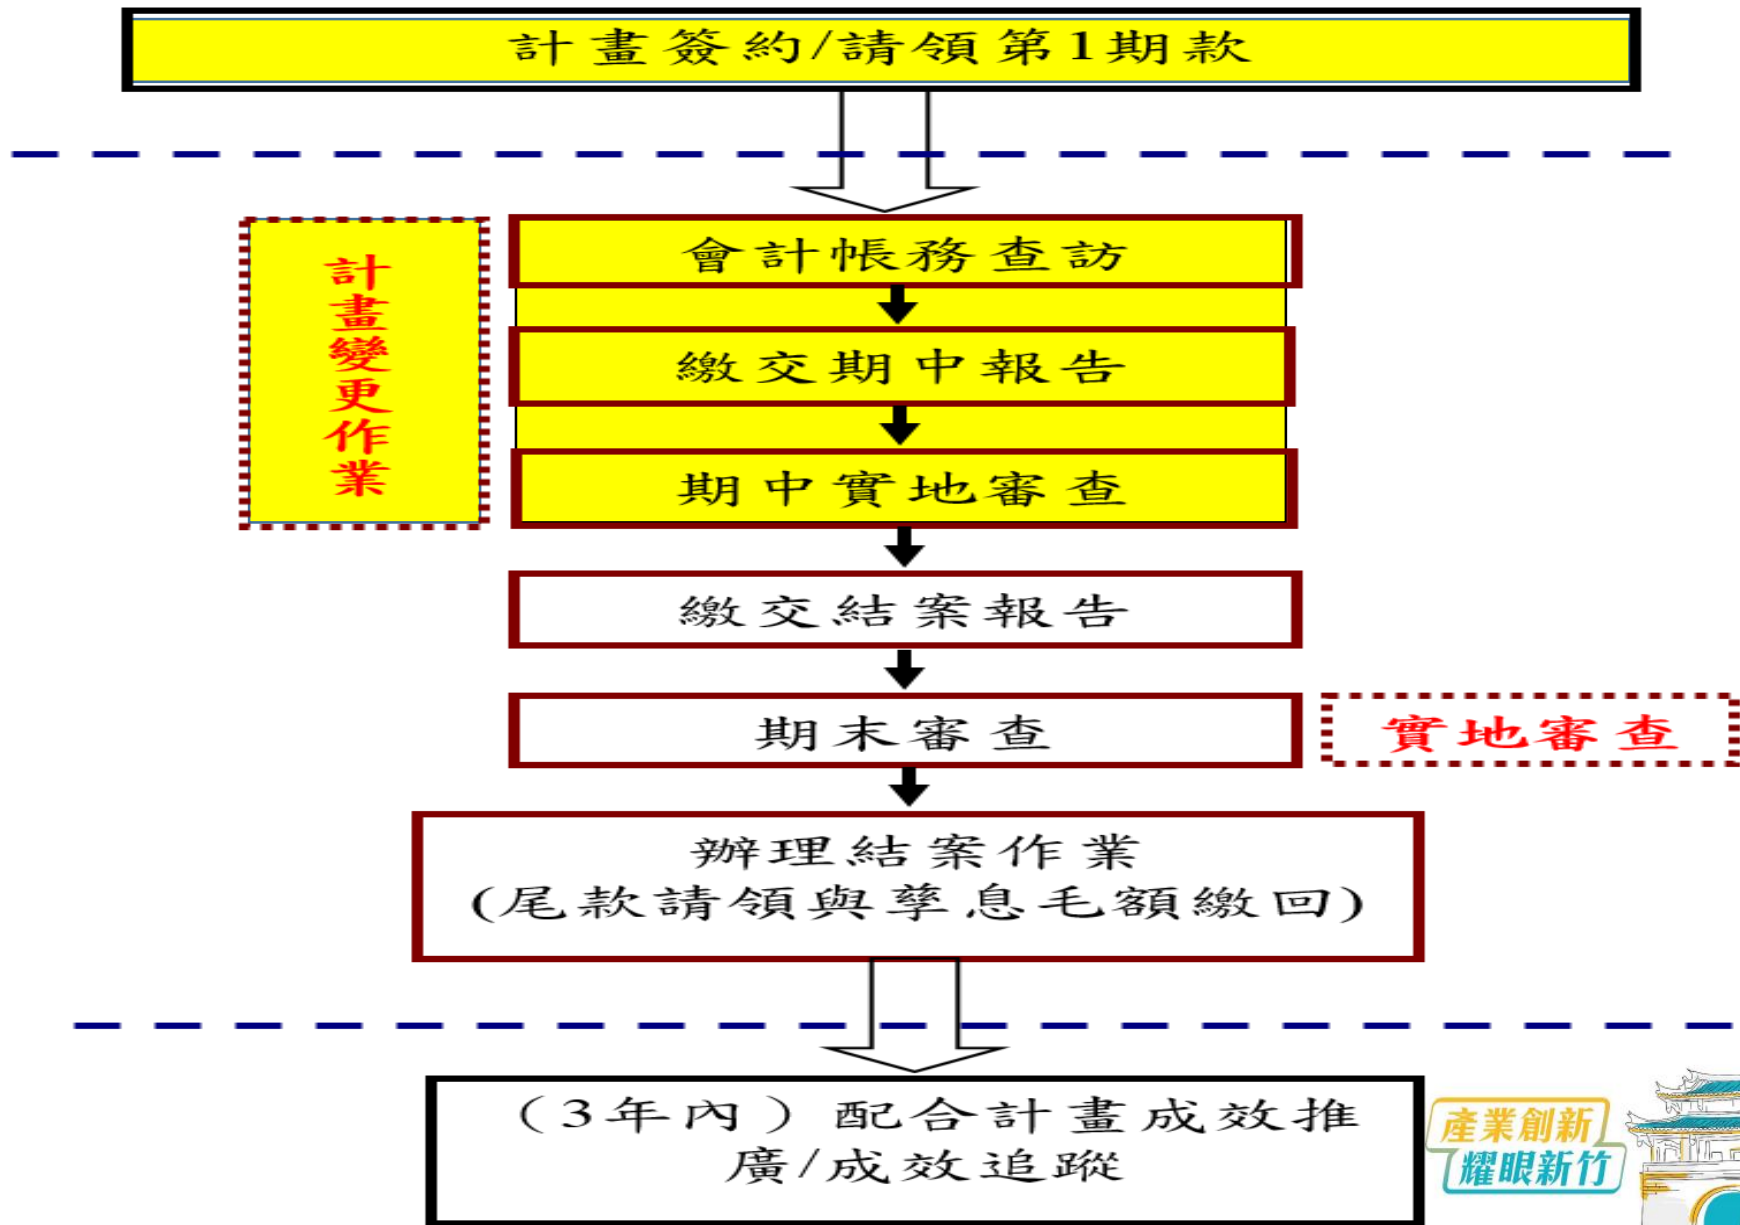 計畫簽約/請領第1期款
會計帳務查訪
計畫變更作業
繳交期中報告
期中實地審查
繳交結案報告
期末審查
實地審查
辦理結案作業
(尾款請領與孳息毛額繳回)
（3年內）配合計畫成效推
廣/成效追蹤
產業創新
耀眼新竹